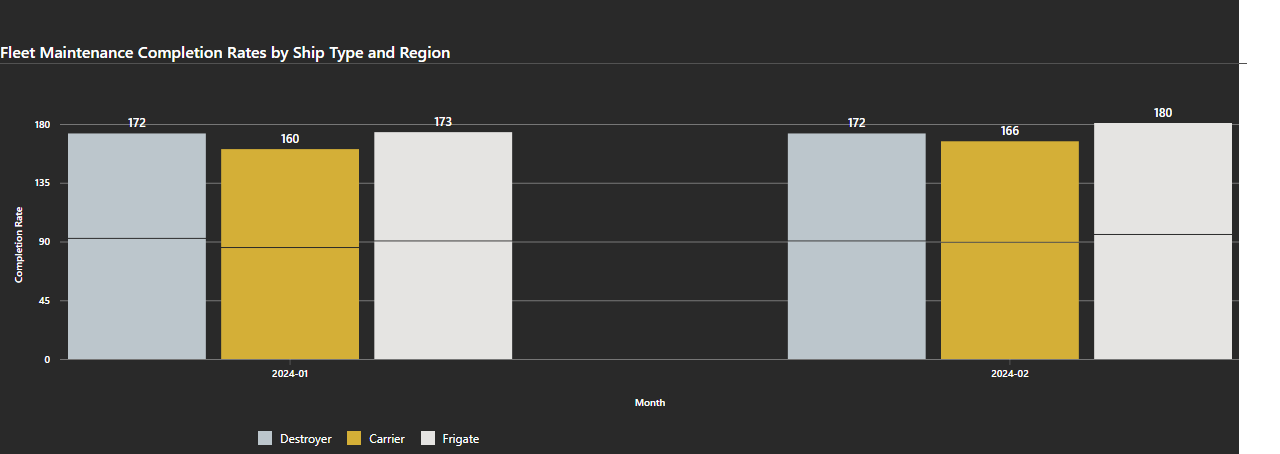 Fleet Maintenance Completion Rates by Ship Type and Region
180
135
90
45
0
Completion Rate
172
160
173
172
166
180
2024-01
2024-02
Month
Destroyer
Carrier
Frigate